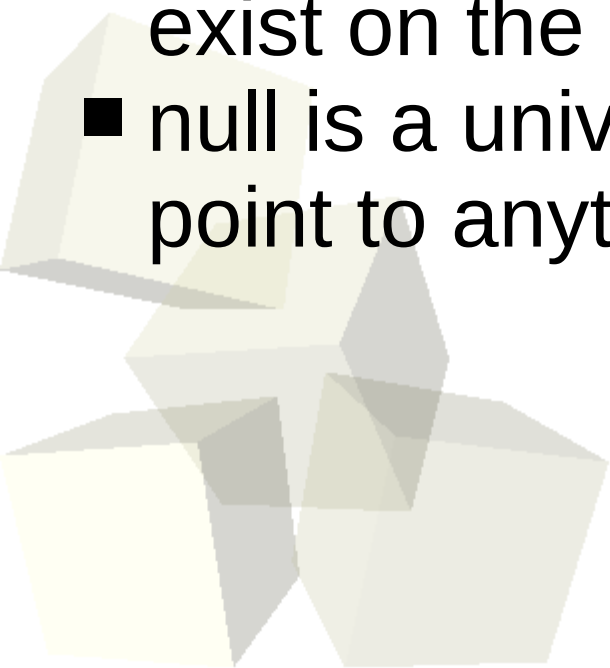 exist on the
null is a univ
point to anyt